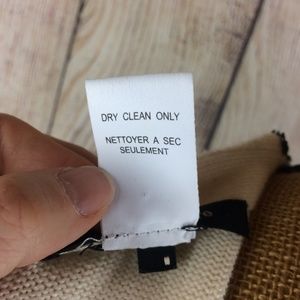 DRY CLEAN ONLY
NETTOYER A SEC
SEULEMENT